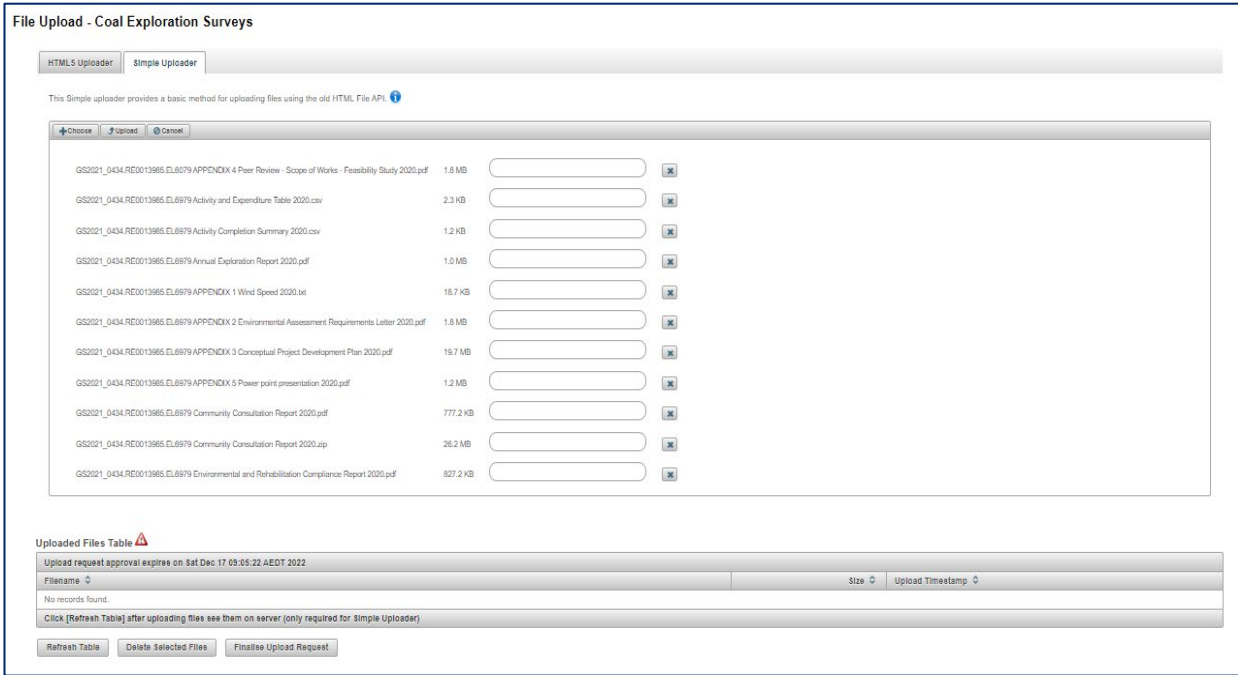 File Upload - Coal Exploration Surveys
HTML5 Uploader Simple Uploader
This Simple uploader provides a basic method for uploading files using the old HTML File API.
Choose Upload Cancel
GS2021_0434.RE0013985.EL6079 APPENDIX 4 Peer Review - Scope of Works - Feasibility Study 2020.pdf 1.8 MB
GS2021_0434.RE0013985.EL6979 Activity and Expenditure Table 2020.csv 2.3 KB
GS2021_0434.RE0013985.EL6979 Activity Completion Summary 2020.csv 1.2 KB
GS2021_0434.RE0013985.EL6979 Annual Exploration Report 2020.pdf 1.0 MB
GS2021_0434.RE0013985.EL6979 APPENDIX 1 Wind Speed 2020.txt 18.7 KB
GS2021_0434.RE0013985.EL6979 APPENDIX 2 Environmental Assessment Requirements Letter 2020.pdf 1.8 MB
GS2021_0434.RE0013985.EL6979 APPENDIX 3 Conceptual Project Development Plan 2020.pdf 19.7 MB
GS2021_0434.RE0013985.EL6979 APPENDIX 5 Power point presentation 2020.pdf 1.2 MB
GS2021_0434.RE0013985.EL6979 Community Consultation Report 2020.pdf 777.2 KB
GS2021_0434.RE0013985.EL6979 Community Consultation Report 2020.zip 26.2 MB
GS2021_0434.RE0013985.EL6979 Environmental and Rehabilitation Compliance Report 2020.pdf 827.2 KB
Uploaded Files Table
Upload request approval expires on Sat Dec 17 09:05:22 AEDT 2022
Filename Size Upload Timestamp
No records found.
Click [Refresh Table] after uploading files see them on server (only required for Simple Uploader)
Refresh Table Delete Selected Files Finalise Upload Request